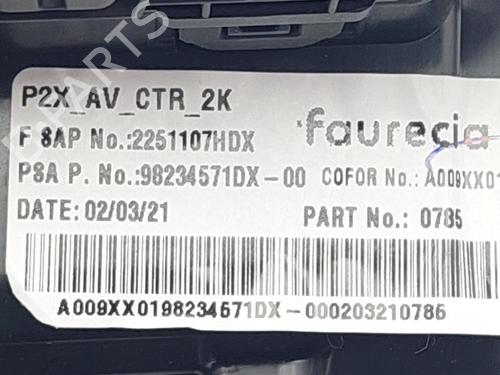 P2X_AV_CTR_2K
F SAP No.:2251107HDX
faurecia
PSA P. No.:98234571DX-00 COFOR No.: A009XX01
DATE: 02/03/21 PART No.: 0785
A009XX0198234571DX-000203210785